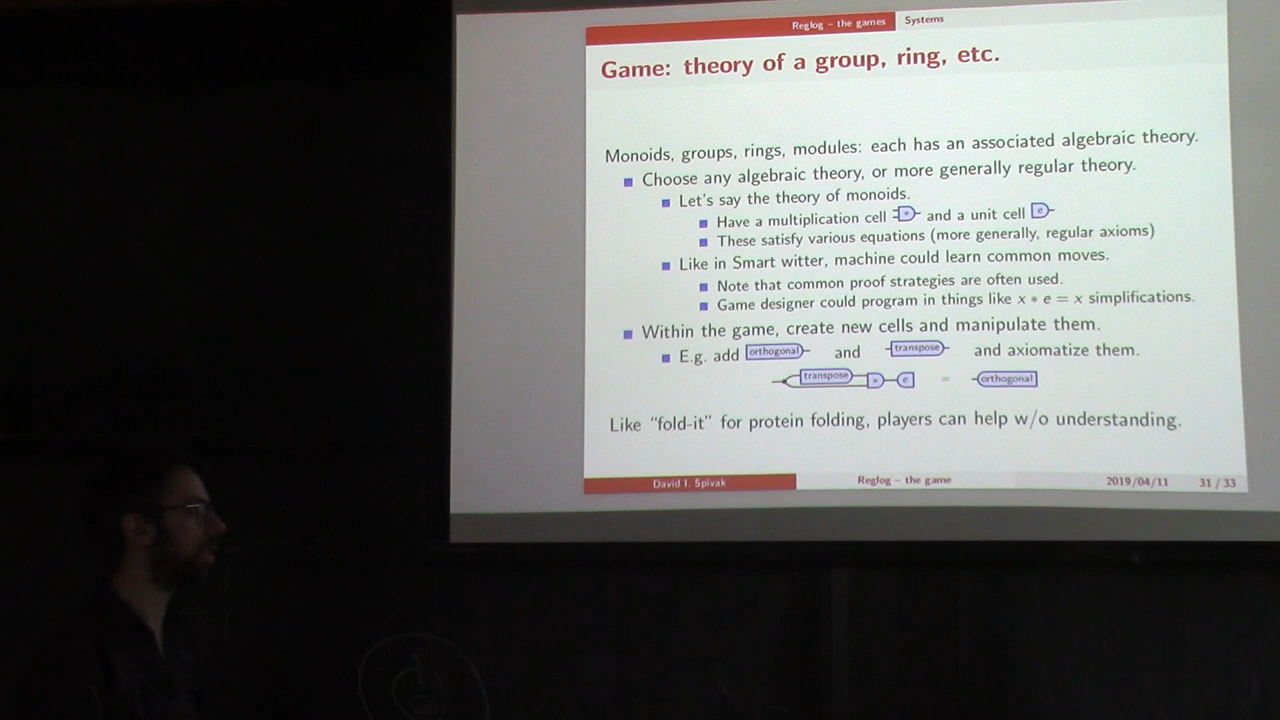 Reglog – the games Systems
Game: theory of a group, ring, etc.
Monoids, groups, rings, modules: each has an associated algebraic theory.
Choose any algebraic theory, or more generally regular theory.
Let's say the theory of monoids.
Have a multiplication cell * and a unit cell e
These satisfy various equations (more generally, regular axioms)
Like in Smart witter, machine could learn common moves.
Note that common proof strategies are often used.
Game designer could program in things like x * e = x simplifications.
Within the game, create new cells and manipulate them.
E.g. add orthogonal and transpose and axiomatize them.
transpose * e = orthogonal
Like "fold-it" for protein folding, players can help w/o understanding.
David I. Spivak Reglog – the game 2019/04/11 31 / 33